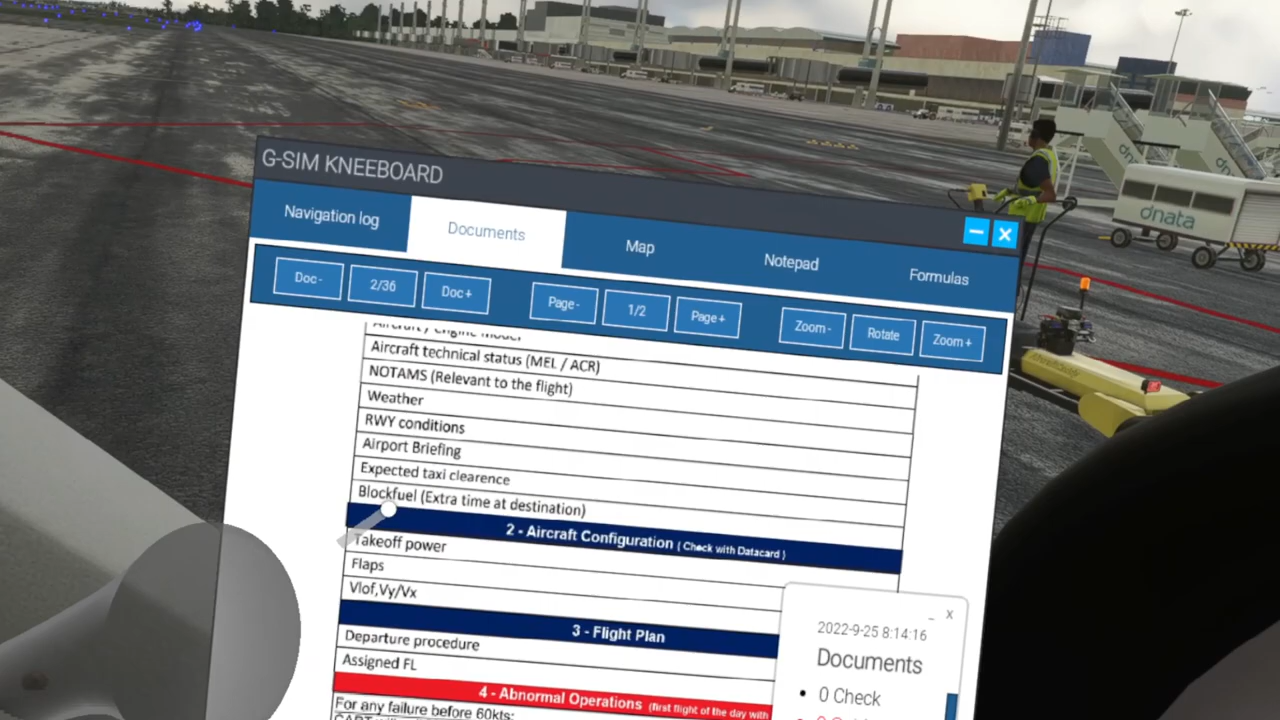 G-SIM KNEEBOARD
Navigation log
Documents
Map
Notepad
Formulas
Doc-
2/36
Doc+
Page-
1/2
Page+
Zoom-
Rotate
Zoom+
Aircraft / Engine Model
Aircraft technical status (MEL / ACR)
NOTAMS (Relevant to the flight)
Weather
RWY conditions
Airport Briefing
Expected taxi clearence
Blockfuel (Extra time at destination)
2 - Aircraft Configuration ( Check with Datacard )
Takeoff power
Flaps
Vlof,Vy/Vx
3 - Flight Plan
Departure procedure
Assigned FL
4 - Abnormal Operations (first flight of the day with
For any failure before 60kts:
2022-9-25 8:14:16
Documents
• 0 Check
dnata
dnata